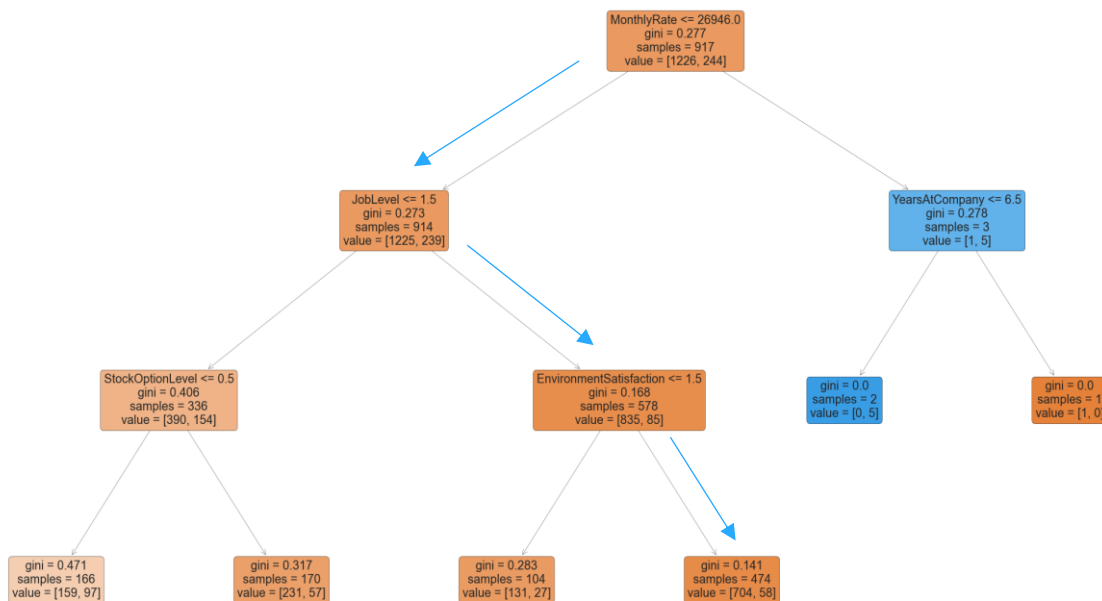 MonthlyRate <= 26946.0
gini = 0.277
samples = 917
value = [1226, 244]
JobLevel <= 1.5
gini = 0.273
samples = 914
value = [1225, 239]
YearsAtCompany <= 6.5
gini = 0.278
samples = 3
value = [1, 5]
StockOptionLevel <= 0.5
gini = 0.406
samples = 336
value = [390, 154]
EnvironmentSatisfaction <= 1.5
gini = 0.168
samples = 578
value = [835, 85]
gini = 0.0
samples = 2
value = [0, 5]
gini = 0.0
samples = 1
value = [1, 0]
gini = 0.471
samples = 166
value = [159, 97]
gini = 0.317
samples = 170
value = [231, 57]
gini = 0.283
samples = 104
value = [131, 27]
gini = 0.141
samples = 474
value = [704, 58]